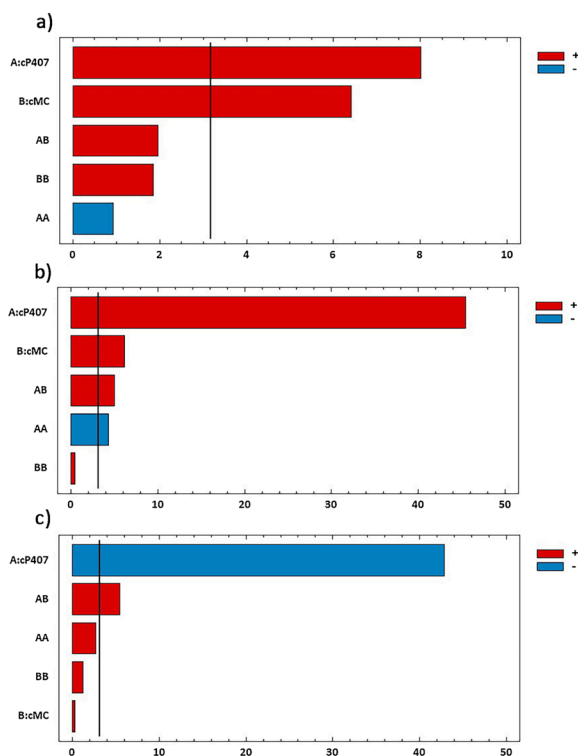 a)
A:cP407
B:cMC
AB
BB
AA
0 2 4 6 8 10
+
-
b)
A:cP407
B:cMC
AB
AA
BB
0 10 20 30 40 50
+
-
c)
A:cP407
AB
AA
BB
B:cMC
0 10 20 30 40 50
+
-